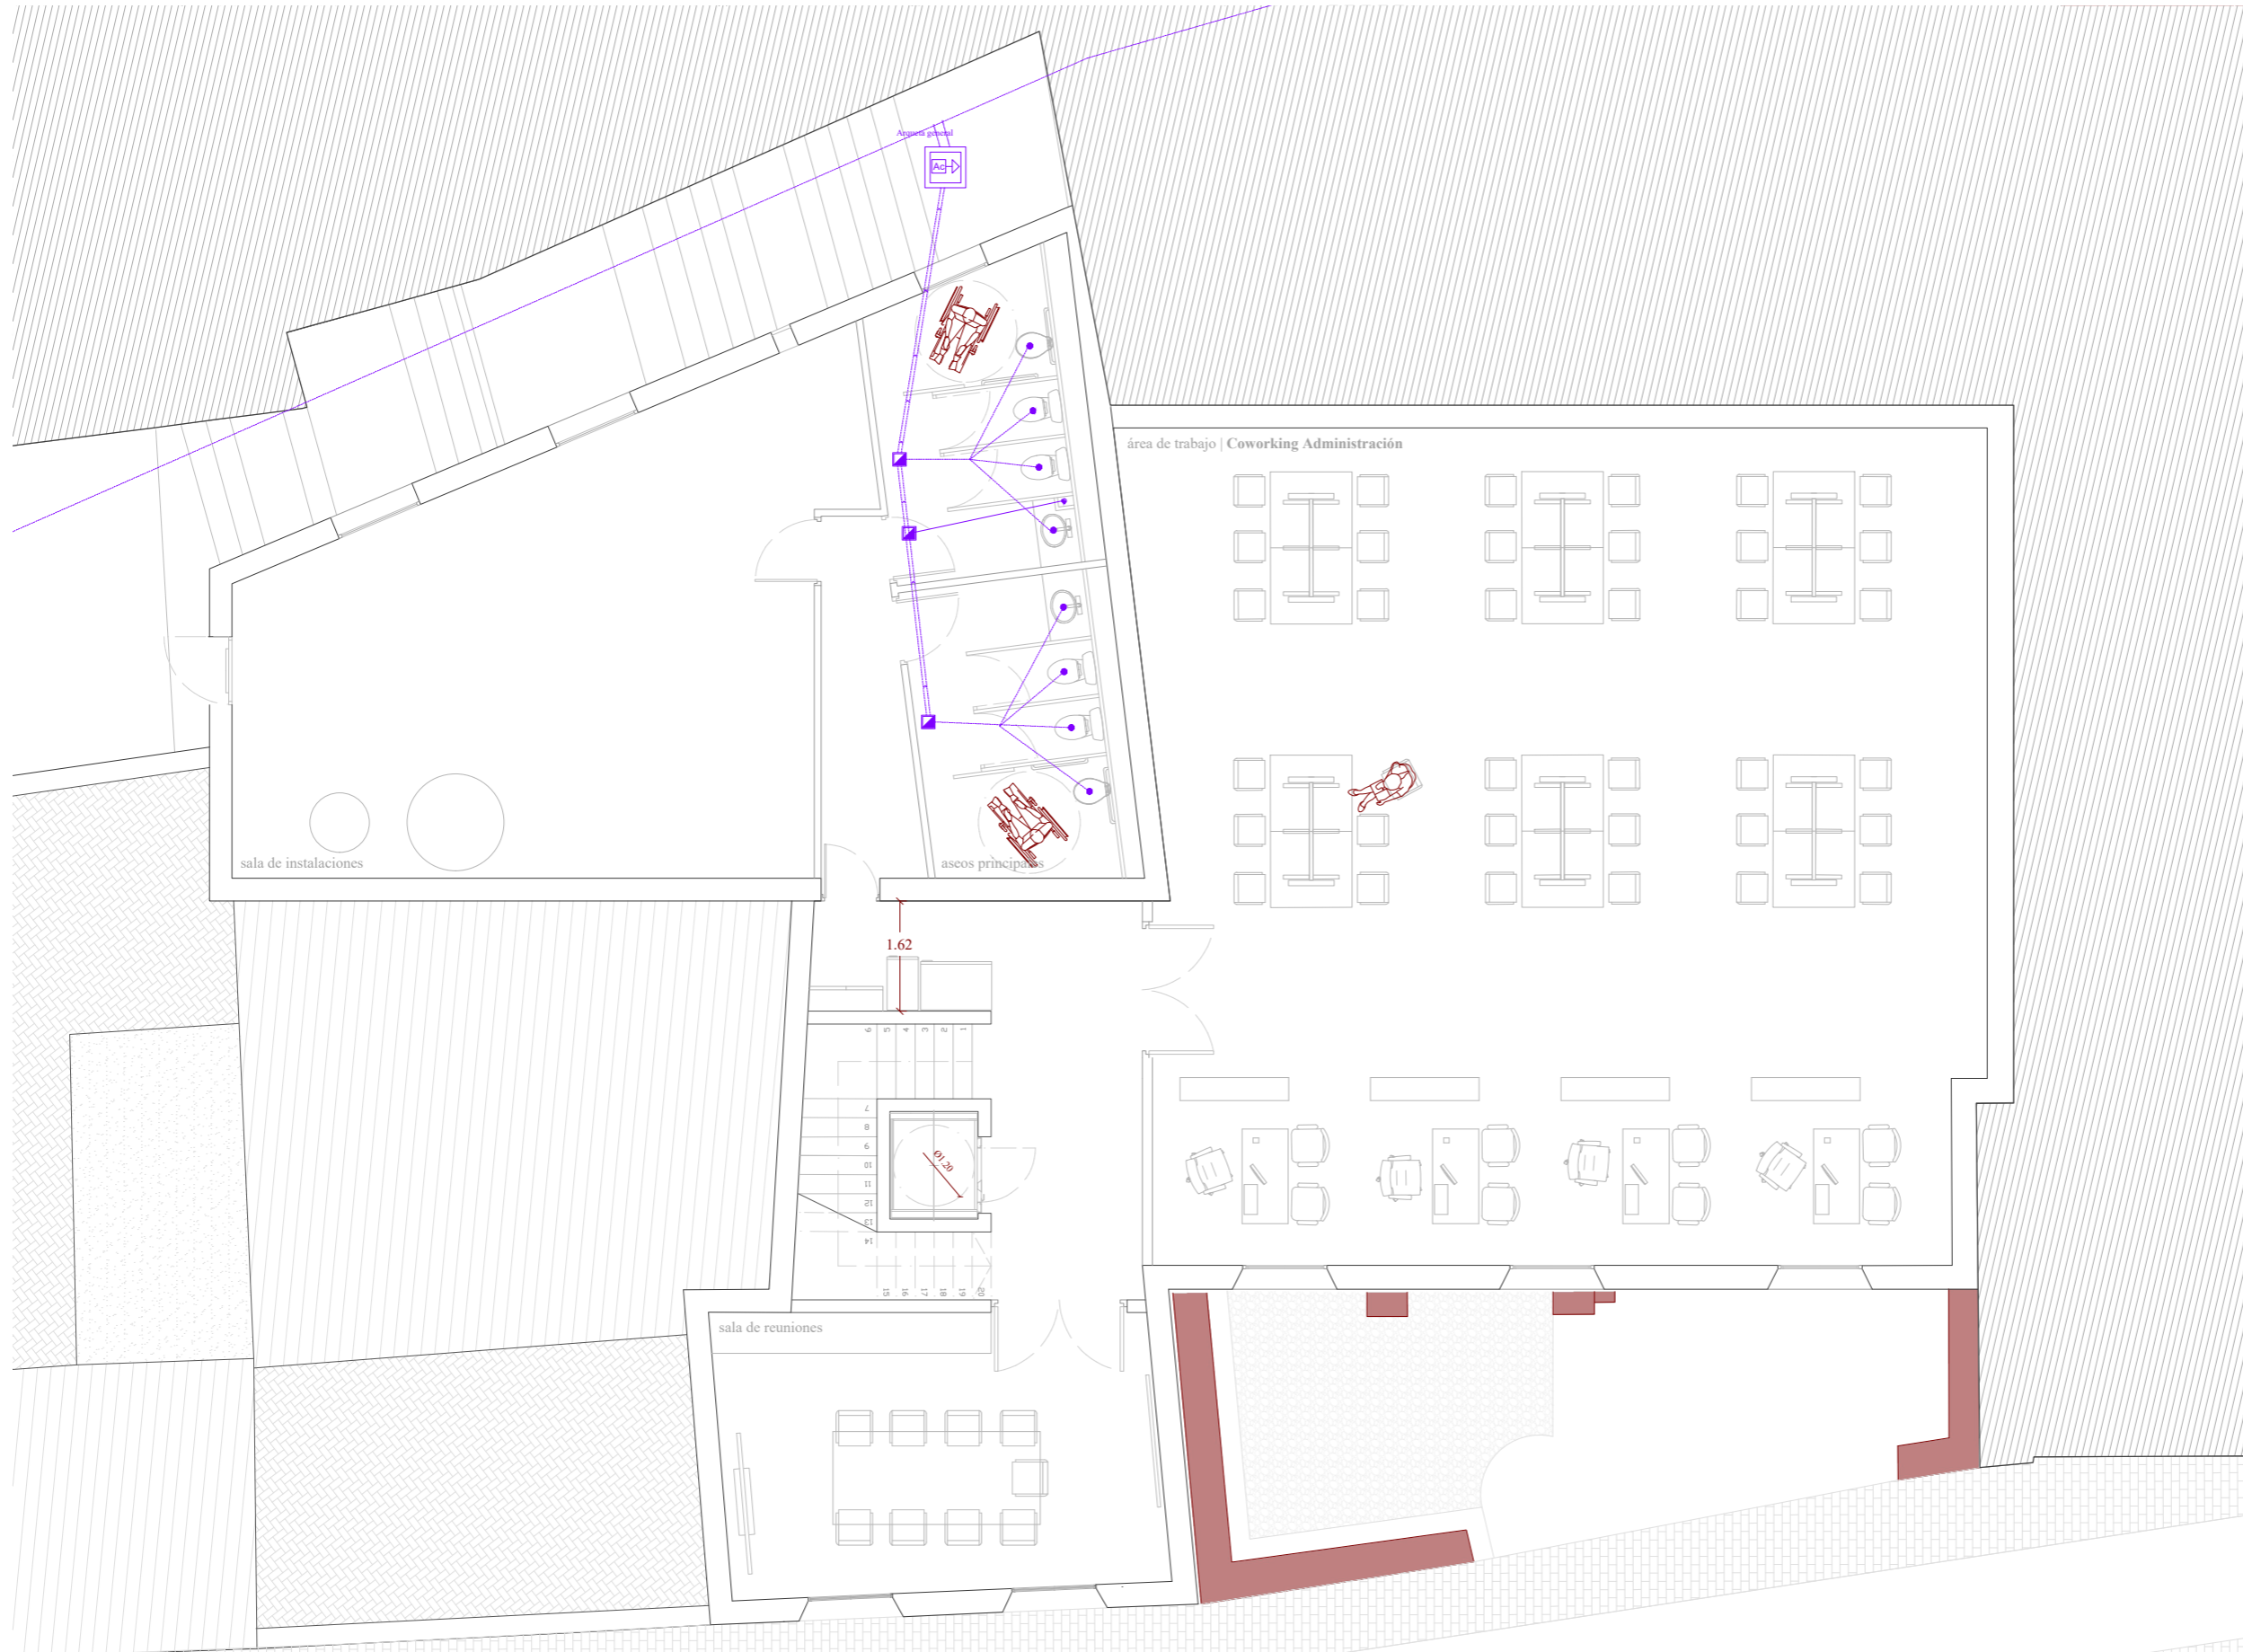 Arqueta general
Ac
área de trabajo | Coworking Administración
sala de instalaciones
aseos principales
1.62
6 5 4 3 2 1
7
8
9
10
11
12
13
14
Ø1.20
15 16 17 18 19 20
sala de reuniones